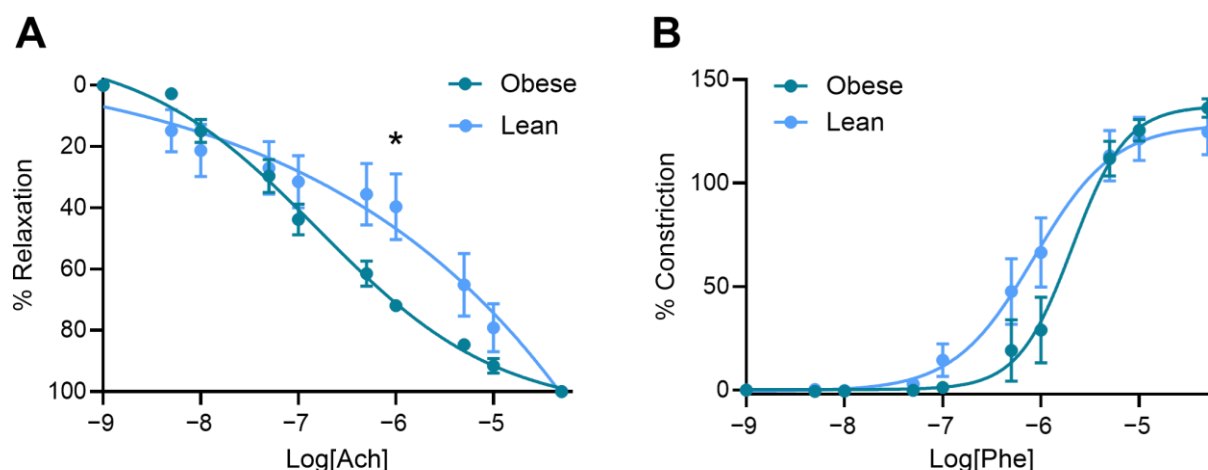 A
Obese
Lean
*
% Relaxation
0
20
40
60
80
100
−9
−8
−7
−6
−5
Log[Ach]
B
Obese
Lean
% Constriction
150
100
50
0
−9
−8
−7
−6
−5
Log[Phe]